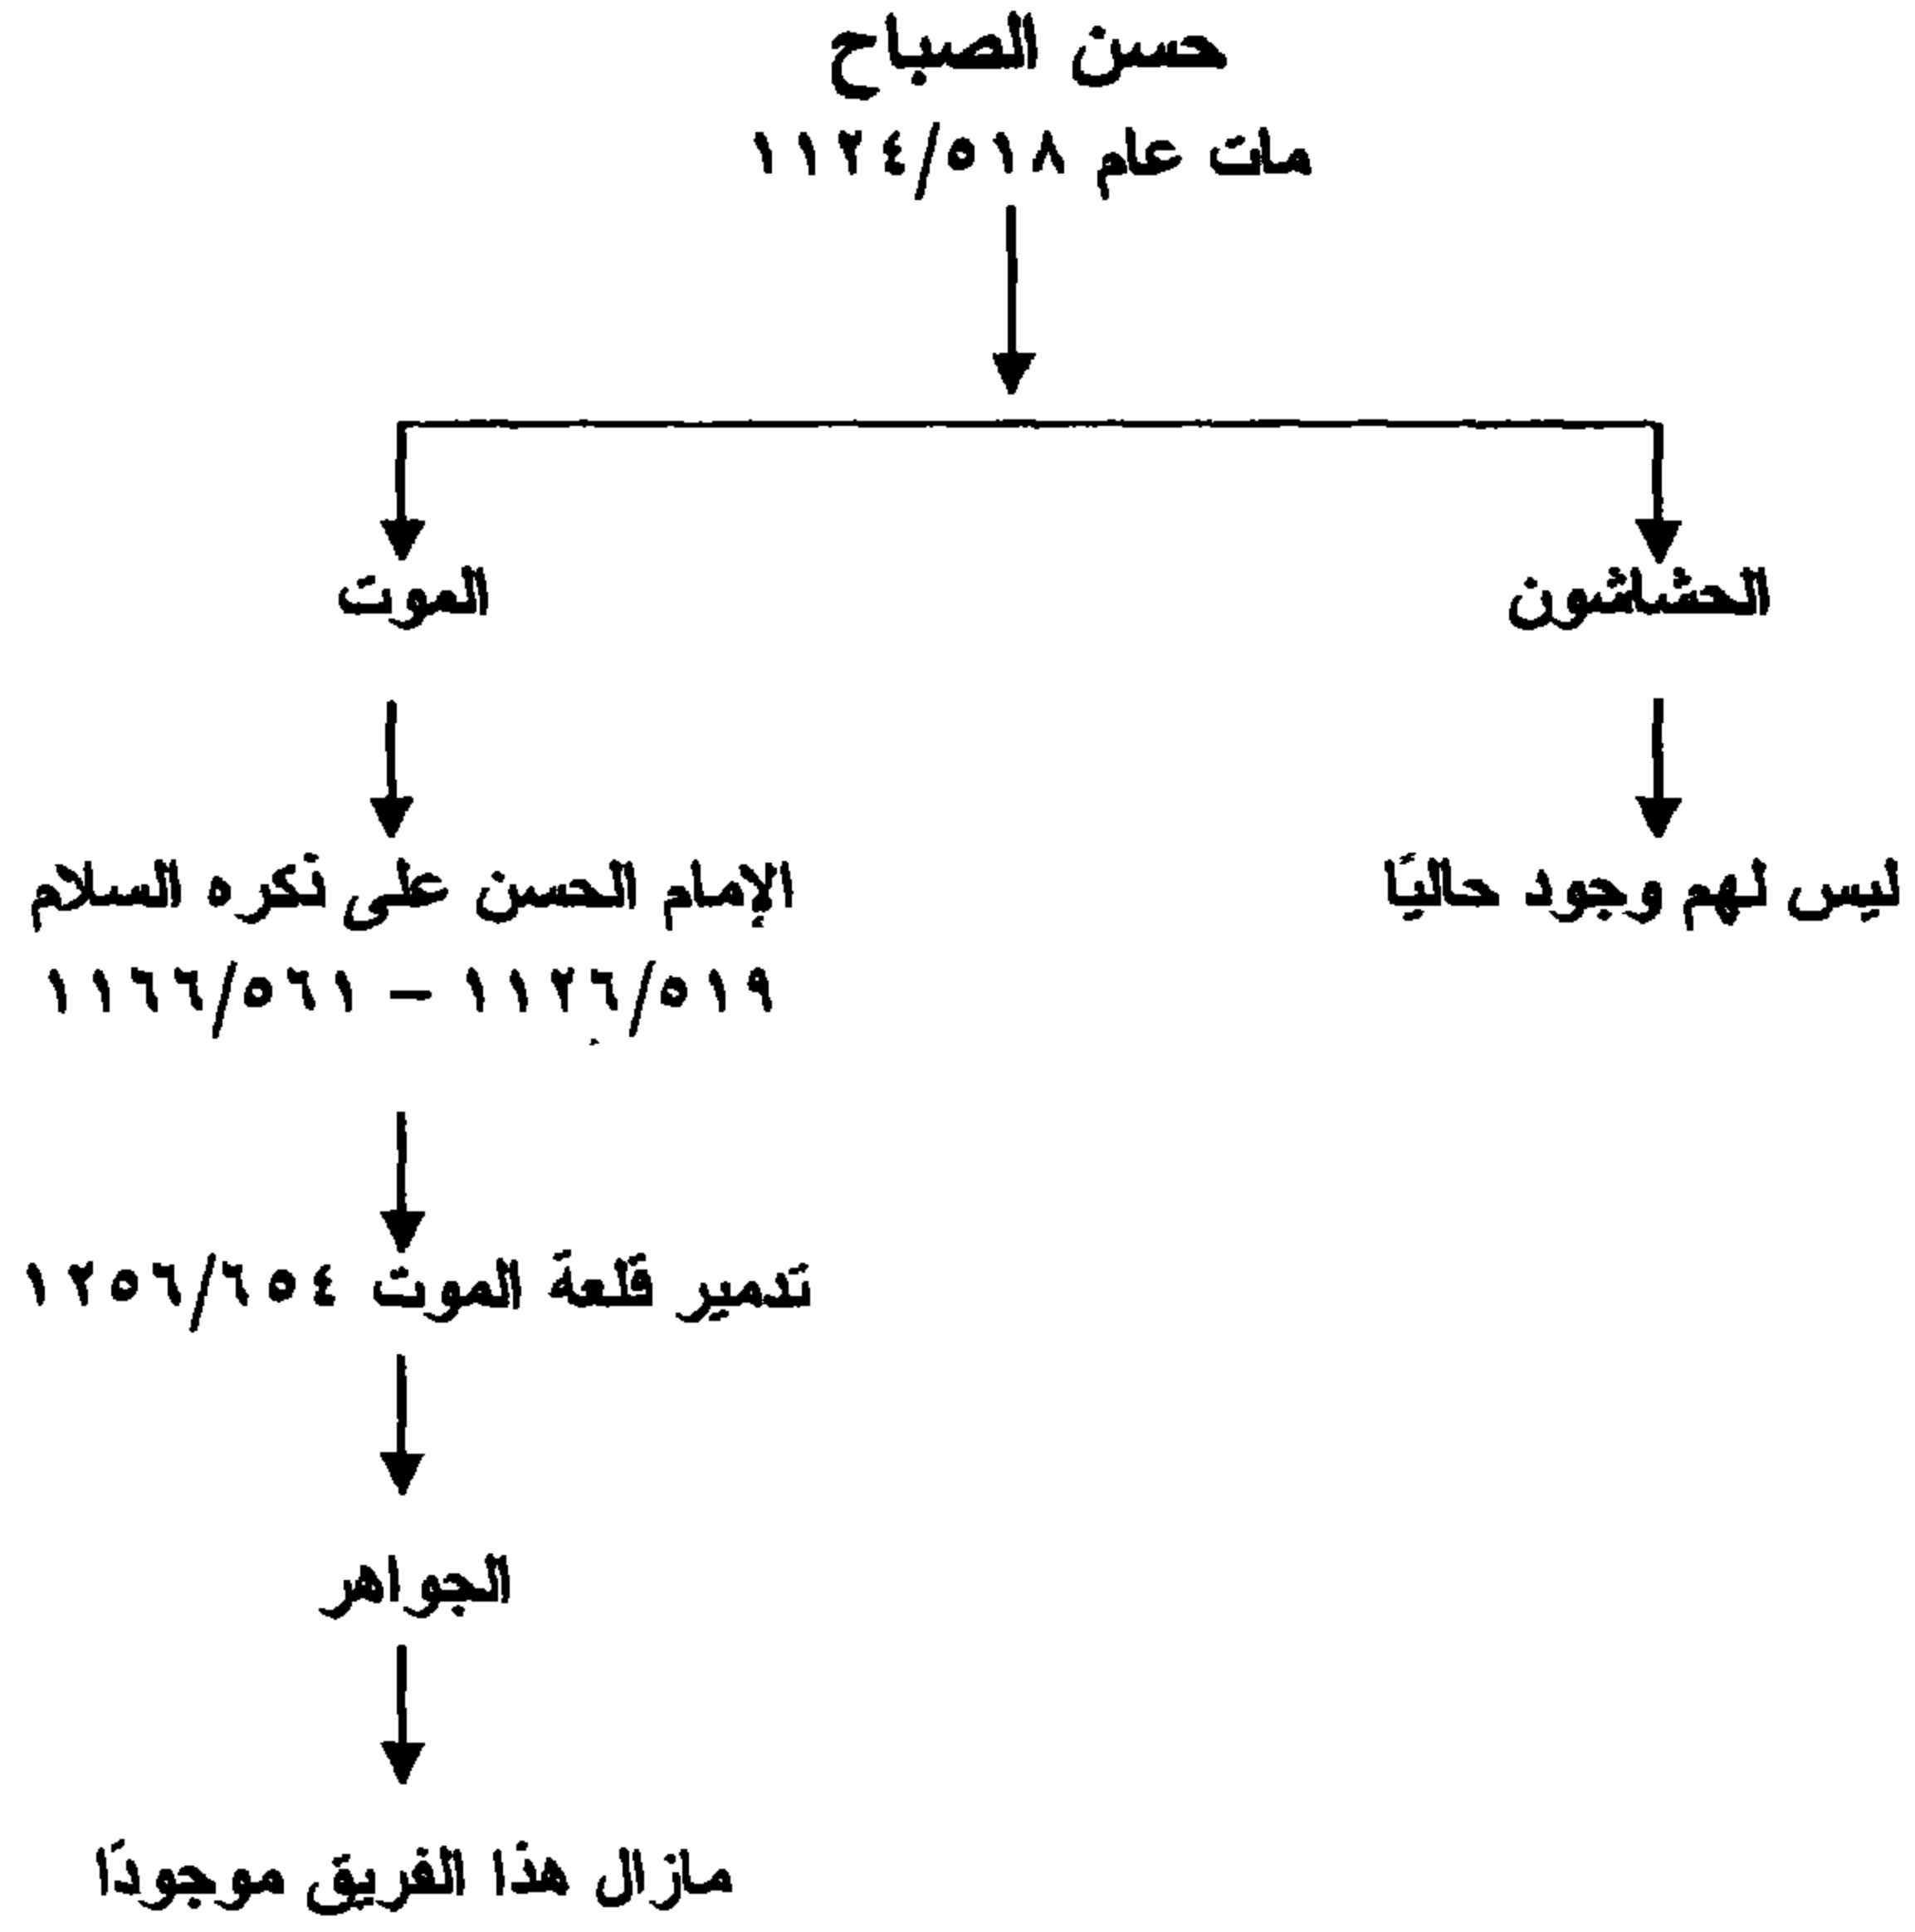 حسن الصباح
مات عام ٥١٨/١١٢٤
الحشاشون
الموت
ليس لهم وجود حاليًا
الإمام الحسن على ذكره السلام
٥١٩/١١٢٦ – ٥٦١/١١٦٦
تدمير قلعة الموت ٦٥٤/١٢٥٦
الجواهر
مازال هذا الفريق موجودًا